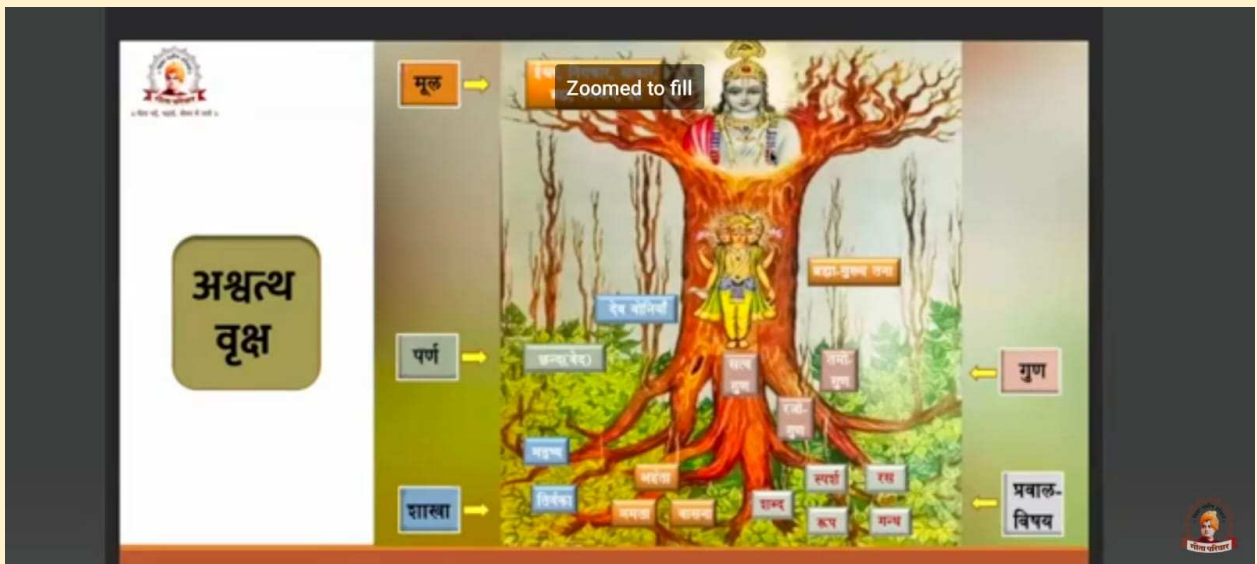 मूल
Zoomed to fill
अश्वत्थ
वृक्ष
ब्रह्मा-मुख्य तना
देव योनियाँ
पर्ण
छन्द(वेद)
सत्व
गुण
तमो-
गुण
गुण
रजो-
गुण
मनुष्य
अहंता
स्पर्श
रस
शाखा
ममता
वासना
शब्द
रूप
गन्ध
प्रवाल-
विषय
गीता परिवार